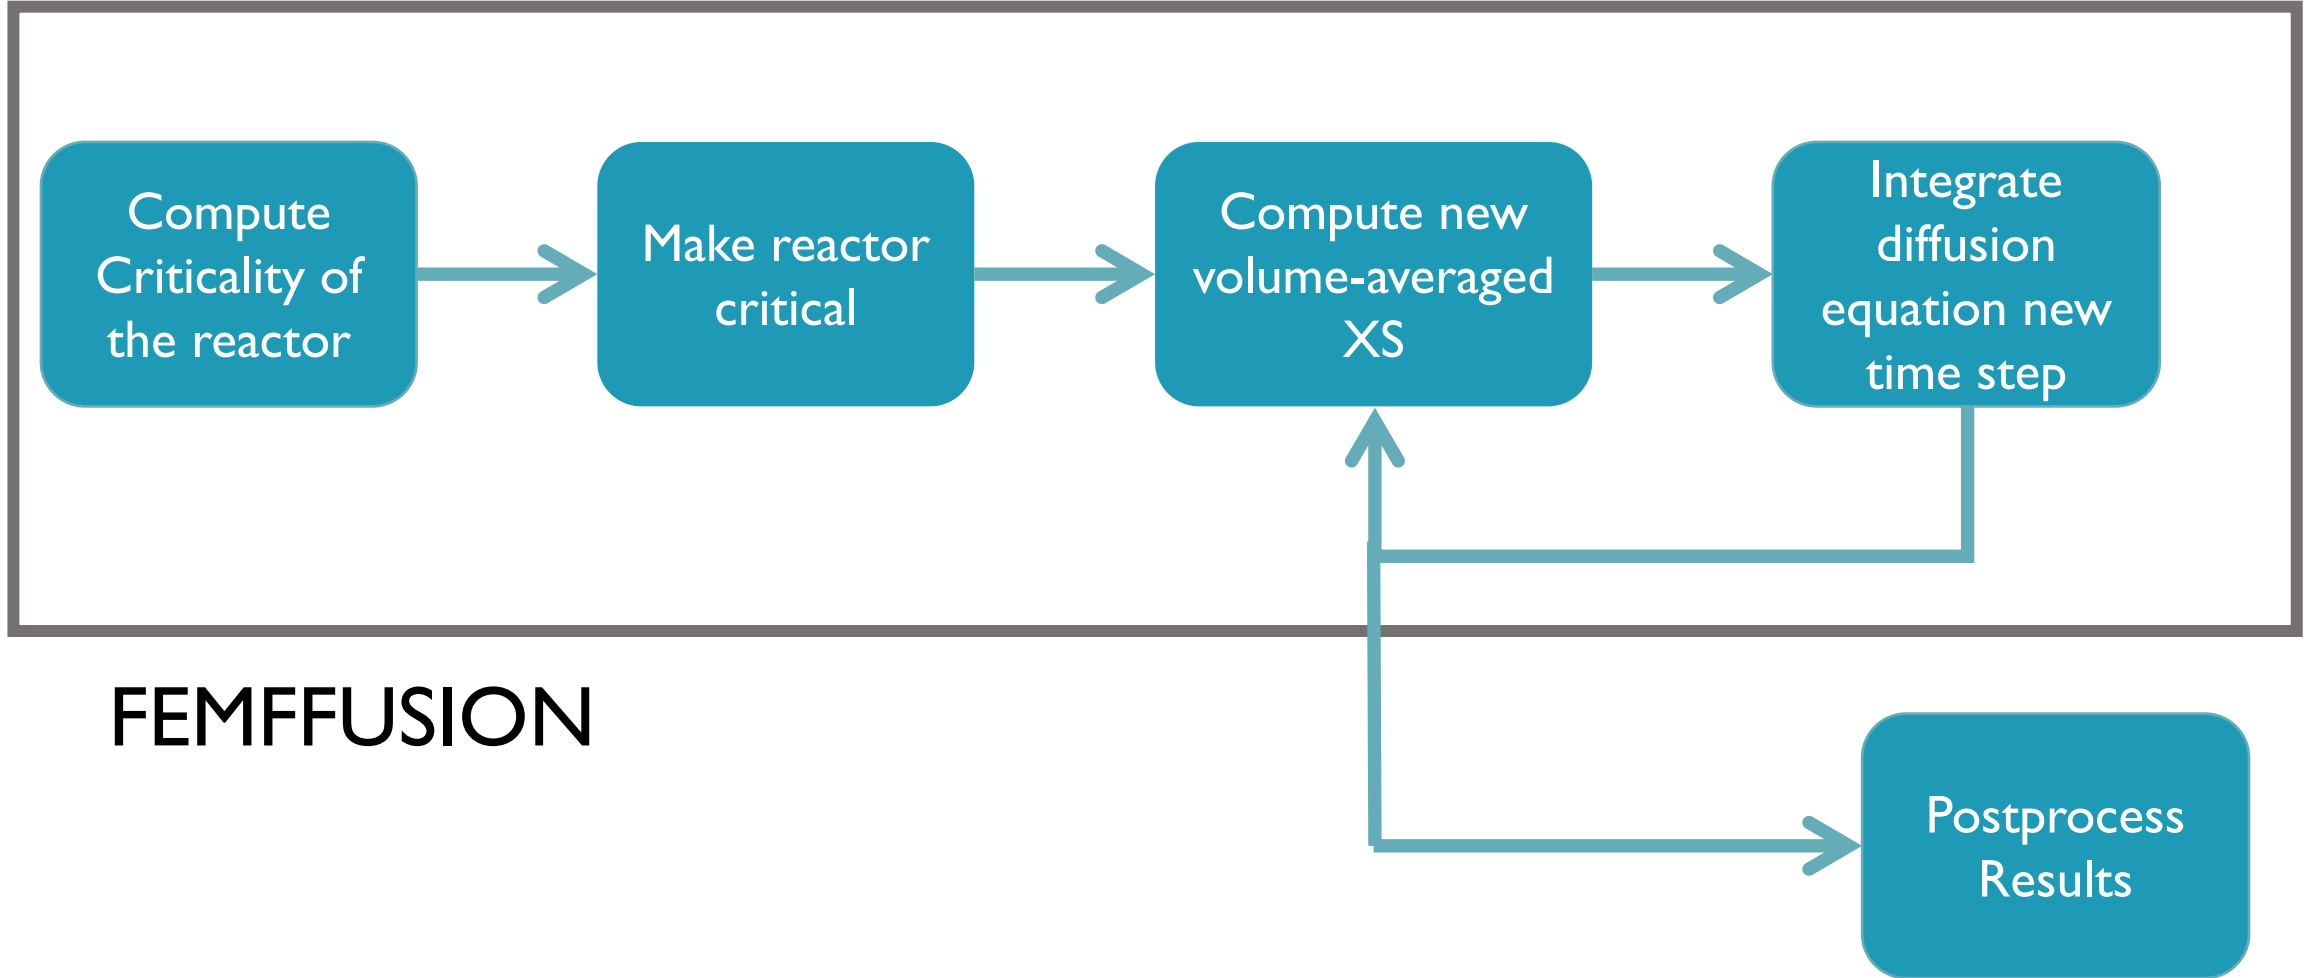 Compute
Criticality of
the reactor
Make reactor
critical
Compute new
volume-averaged
XS
Integrate
diffusion
equation new
time step
FEMFFUSION
Postprocess
Results